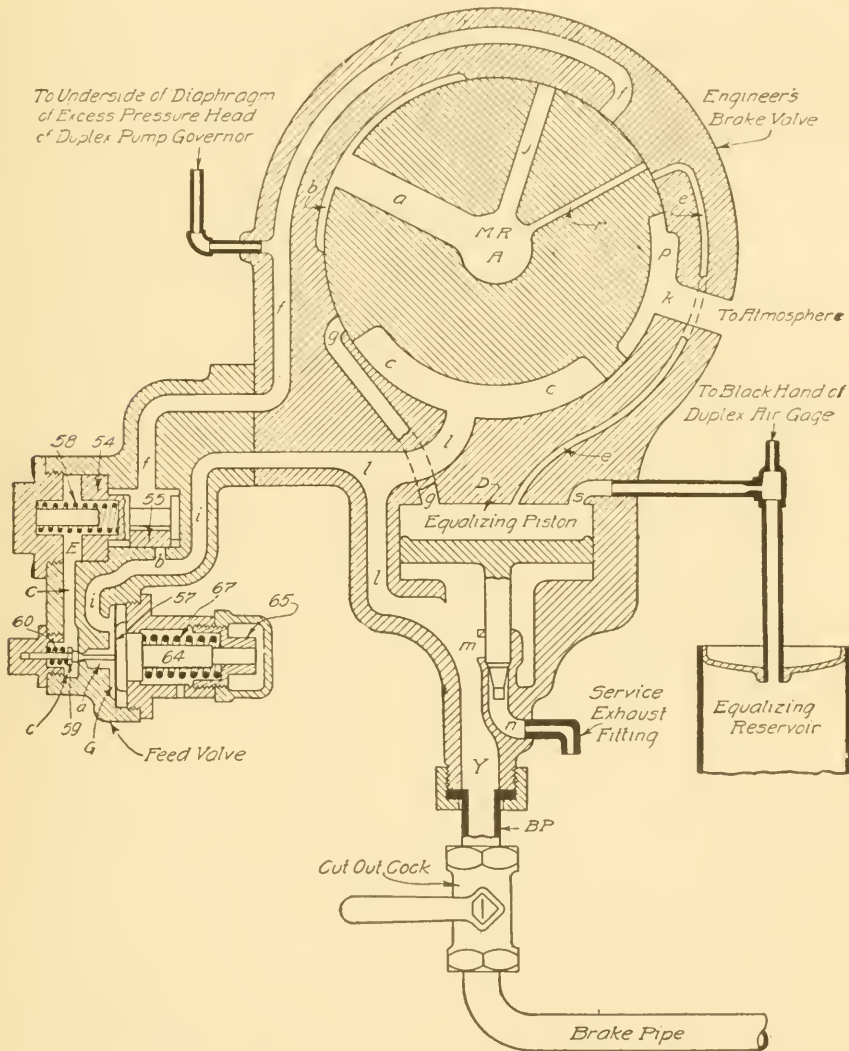 To Underside of Diaphragm
of Excess Pressure Head
of Duplex Pump Governor
Engineer's
Brake Valve
f
f
f
j
b
a
MR
A
r
e
p
k
To Atmosphere
g
c
c
To Black Hand of
Duplex Air Gage
l
58
54
f
55
l
g
D
e
s
Equalizing Piston
E
i
b
c
i
57
67
65
l
60
64
m
c
59
a
G
Feed Valve
n
Service
Exhaust
Fitting
Equalizing
Reservoir
Y
BP
Cut Out Cock
Brake Pipe